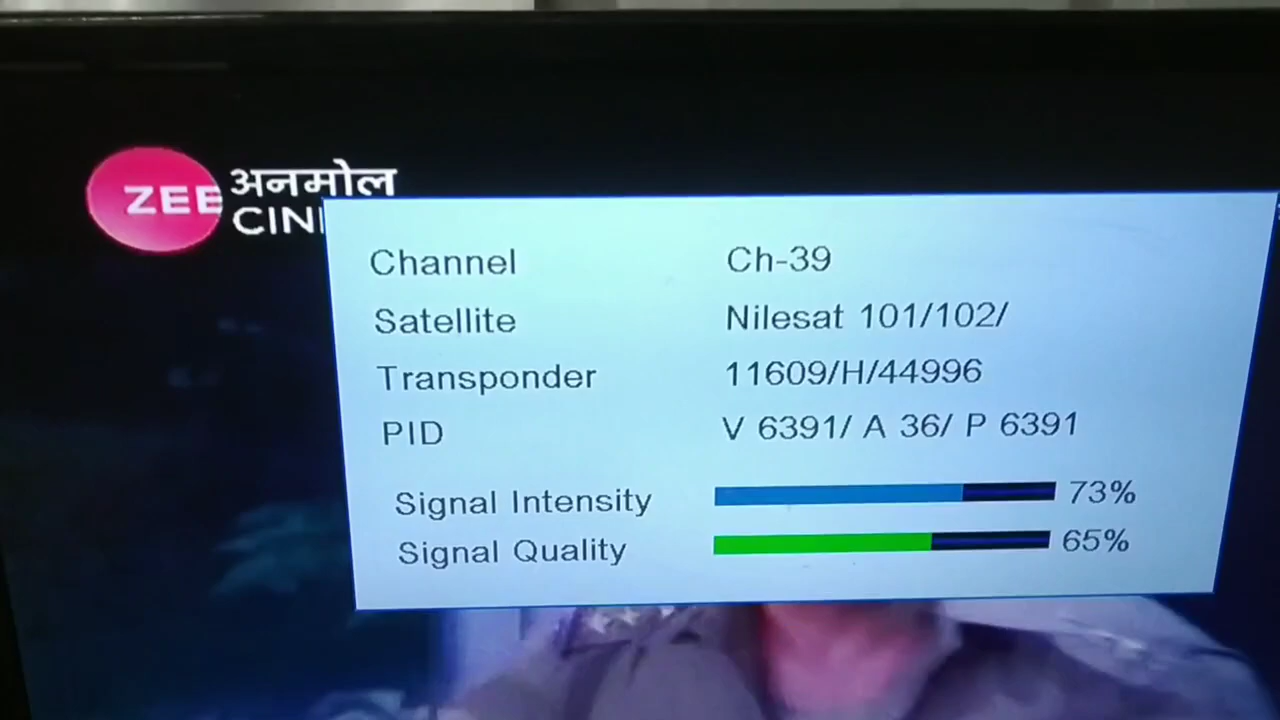 ZEE अनमोल
CIN
Channel Ch-39
Satellite Nilesat 101/102/
Transponder 11609/H/44996
PID V 6391/ A 36/ P 6391
Signal Intensity 73%
Signal Quality 65%